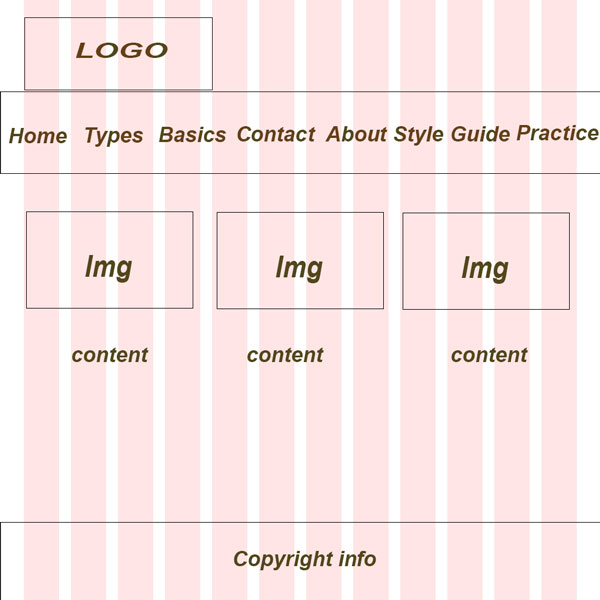 LOGO
Home Types Basics Contact About Style Guide Practice
Img Img Img
content content content
Copyright info